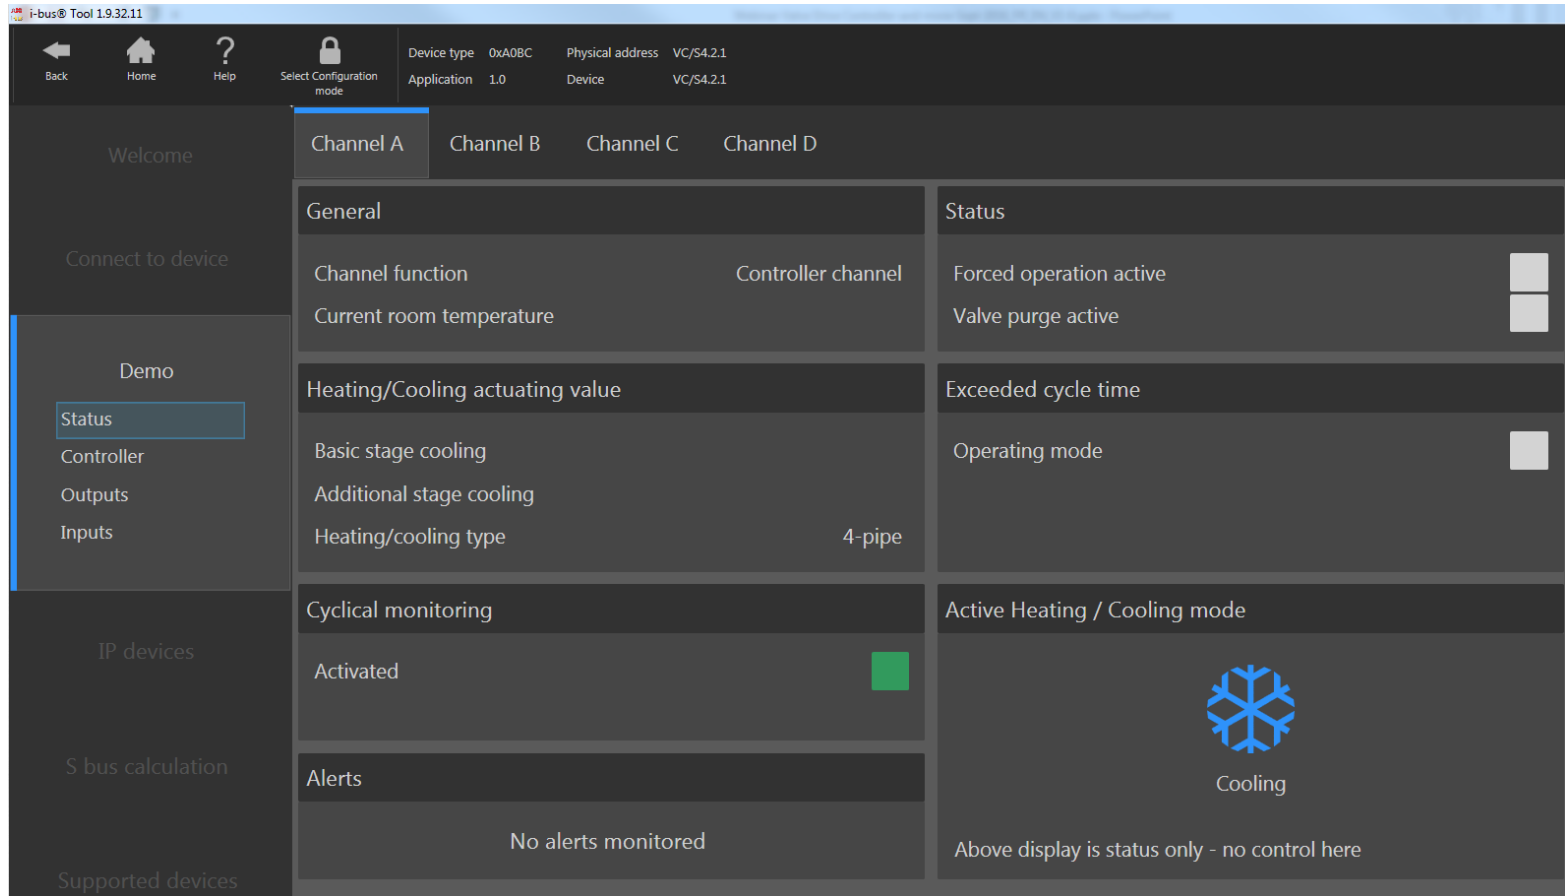 i-bus® Tool 1.9.32.11
Back
Home
Help
Select Configuration
mode
Device type 0xA0BC Physical address VC/S4.2.1
Application 1.0 Device VC/S4.2.1
Welcome
Connect to device
Demo
Status
Controller
Outputs
Inputs
IP devices
S bus calculation
Supported devices
Channel A Channel B Channel C Channel D
General
Channel function Controller channel
Current room temperature
Status
Forced operation active
Valve purge active
Heating/Cooling actuating value
Basic stage cooling
Additional stage cooling
Heating/cooling type 4-pipe
Exceeded cycle time
Operating mode
Cyclical monitoring
Activated
Alerts
No alerts monitored
Active Heating / Cooling mode
Cooling
Above display is status only - no control here